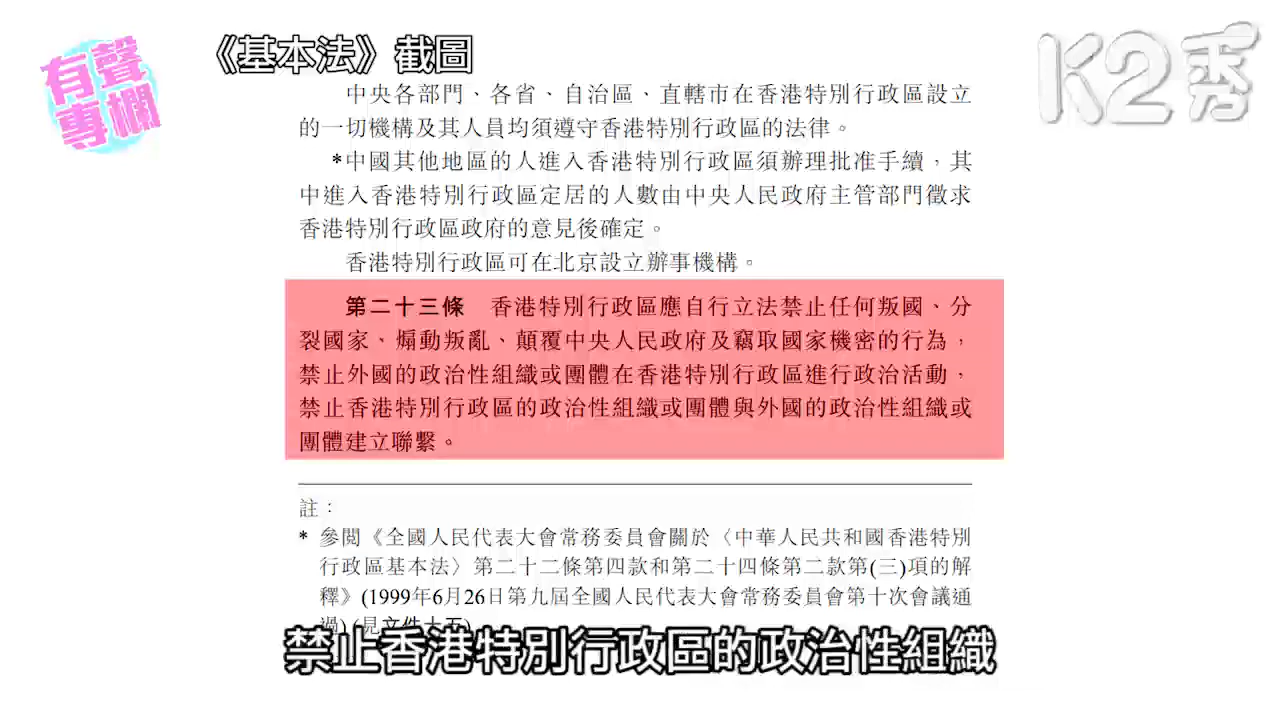 有聲
專欄
《基本法》截圖
K2秀
中央各部門、各省、自治區、直轄市在香港特別行政區設立
的一切機構及其人員均須遵守香港特別行政區的法律。
*中國其他地區的人進入香港特別行政區須辦理批准手續，其
中進入香港特別行政區定居的人數由中央人民政府主管部門徵求
香港特別行政區政府的意見後確定。
香港特別行政區可在北京設立辦事機構。
第二十三條　香港特別行政區應自行立法禁止任何叛國、分
裂國家、煽動叛亂、顛覆中央人民政府及竊取國家機密的行為，
禁止外國的政治性組織或團體在香港特別行政區進行政治活動，
禁止香港特別行政區的政治性組織或團體與外國的政治性組織或
團體建立聯繫。
註：
* 參閱《全國人民代表大會常務委員會關於〈中華人民共和國香港特別
行政區基本法〉第二十二條第四款和第二十四條第二款第(三)項的解
釋》(1999年6月26日第九屆全國人民代表大會常務委員會第十次會議通
過) (見文件十五)
禁止香港特別行政區的政治性組織